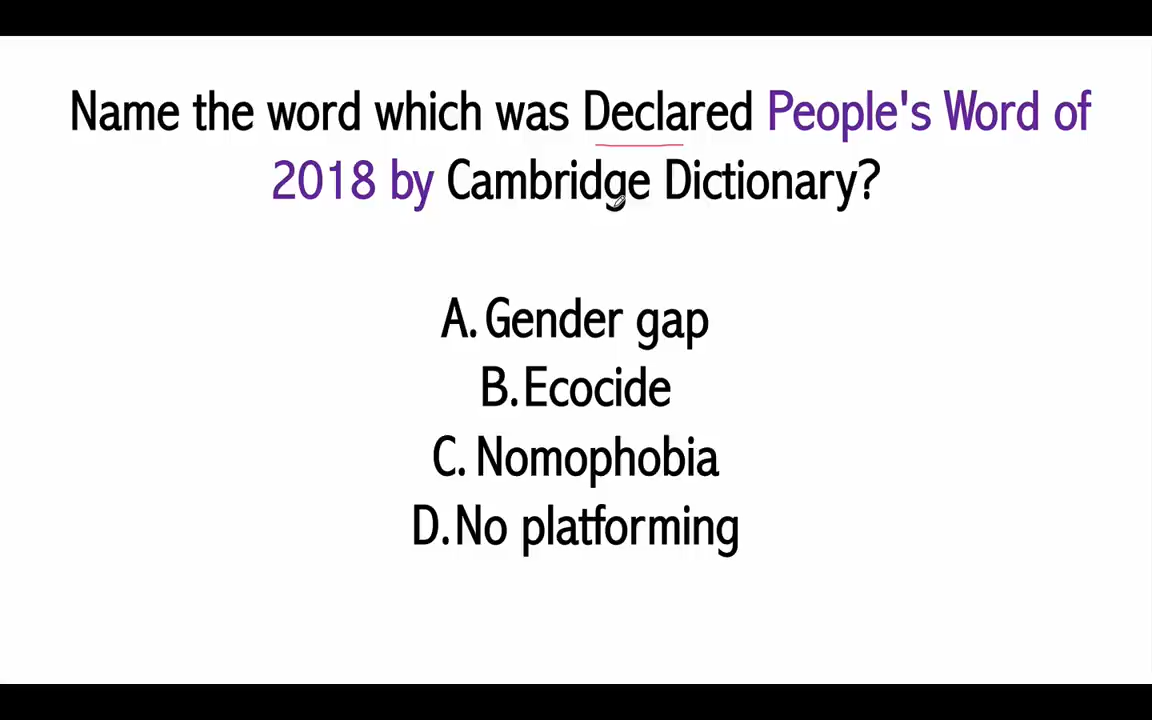 Name the word which was Declared People's Word of
2018 by Cambridge Dictionary?
A. Gender gap
B. Ecocide
C. Nomophobia
D. No platforming